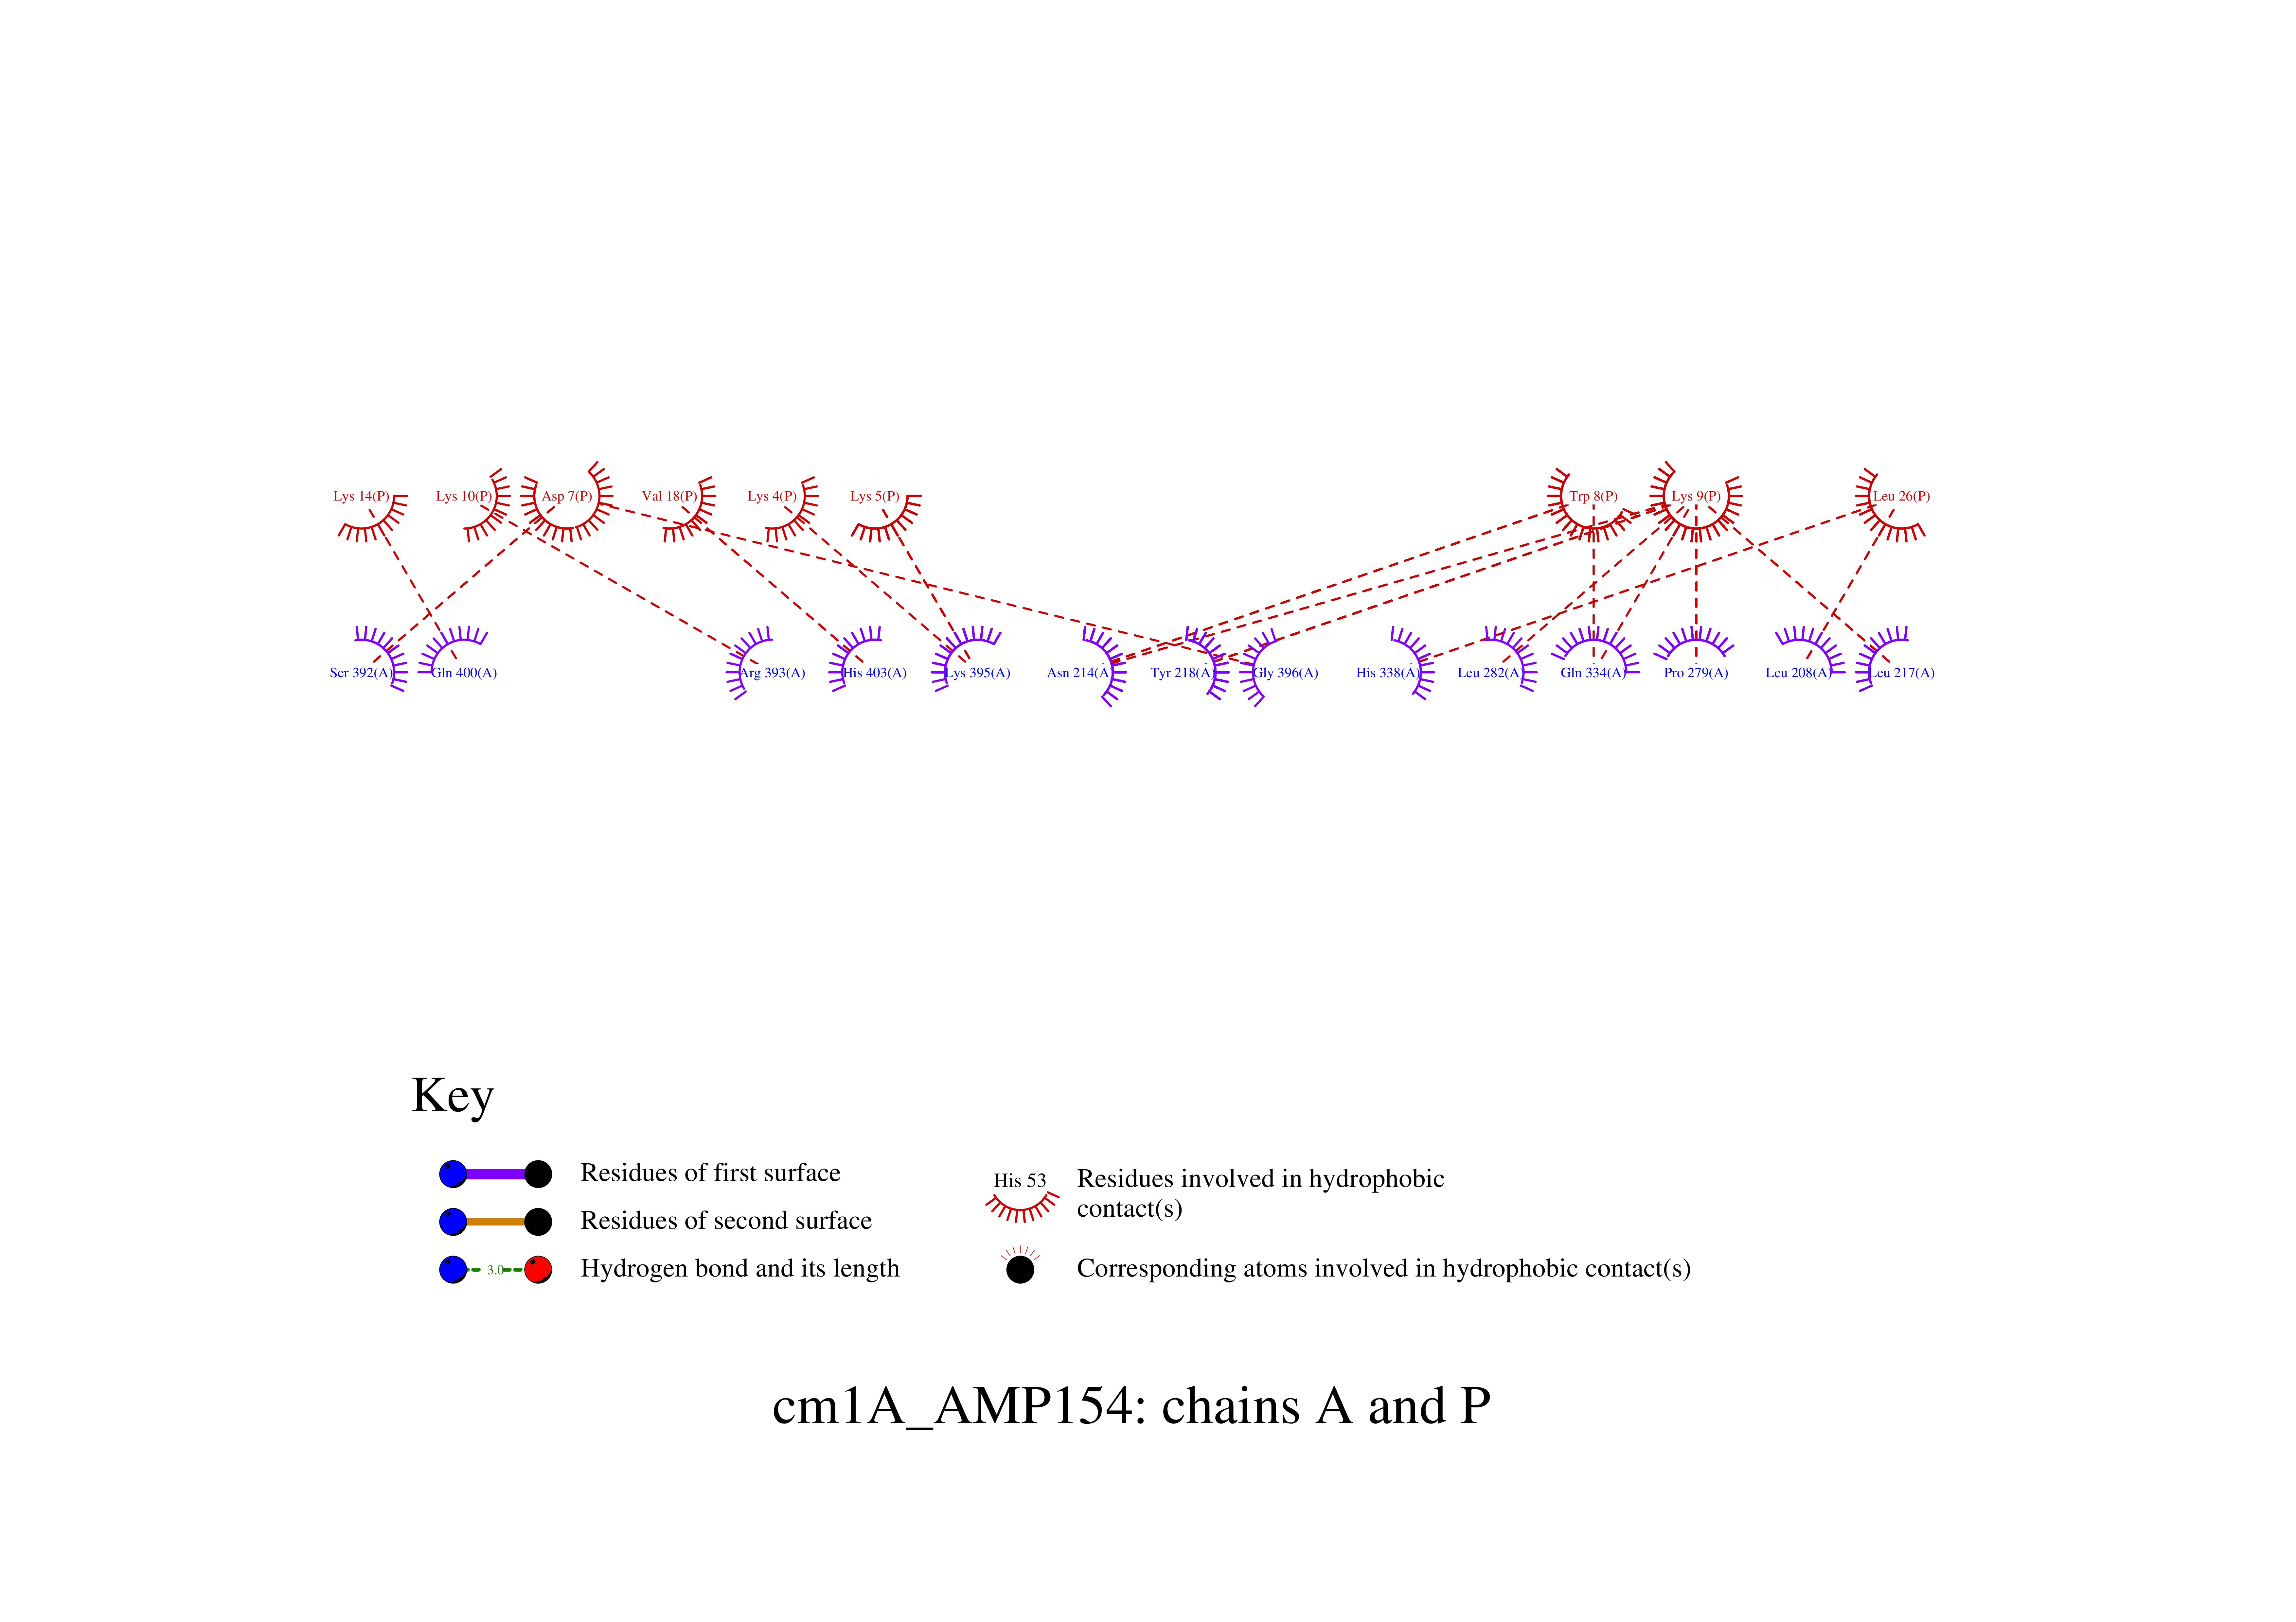 Lys 14(P) Lys 10(P) Asp 7(P) Val 18(P) Lys 4(P) Lys 5(P) Trp 8(P) Lys 9(P) Leu 26(P)
Ser 392(A) Gln 400(A) Arg 393(A) His 403(A) Lys 395(A) Asn 214(A) Tyr 218(A) Gly 396(A) His 338(A) Leu 282(A) Gln 334(A) Pro 279(A) Leu 208(A) Leu 217(A)
Key
Residues of first surface
Residues of second surface
3.0 Hydrogen bond and its length
His 53 Residues involved in hydrophobic
contact(s)
Corresponding atoms involved in hydrophobic contact(s)
cm1A_AMP154: chains A and P